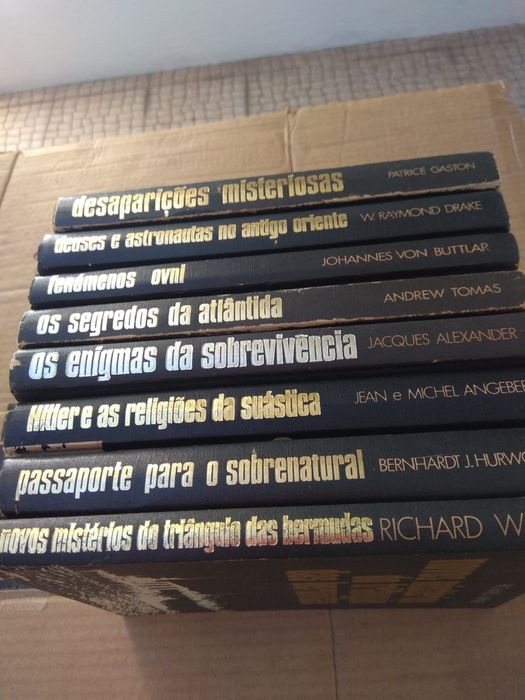 desaparições misteriosas PATRICE GASTON
deuses e astronautas no antigo oriente W. RAYMOND DRAKE
fenómenos ovni JOHANNES VON BUTTLAR
os segredos da atlântida ANDREW TOMAS
os enígmas da sobrevivência JACQUES ALEXANDER
Hitler e as religiões da suástica JEAN e MICHEL ANGEBE
passaporte para o sobrenatural BERNHARDT J. HURWO
novos mistérios do triângulo das bermudas RICHARD W